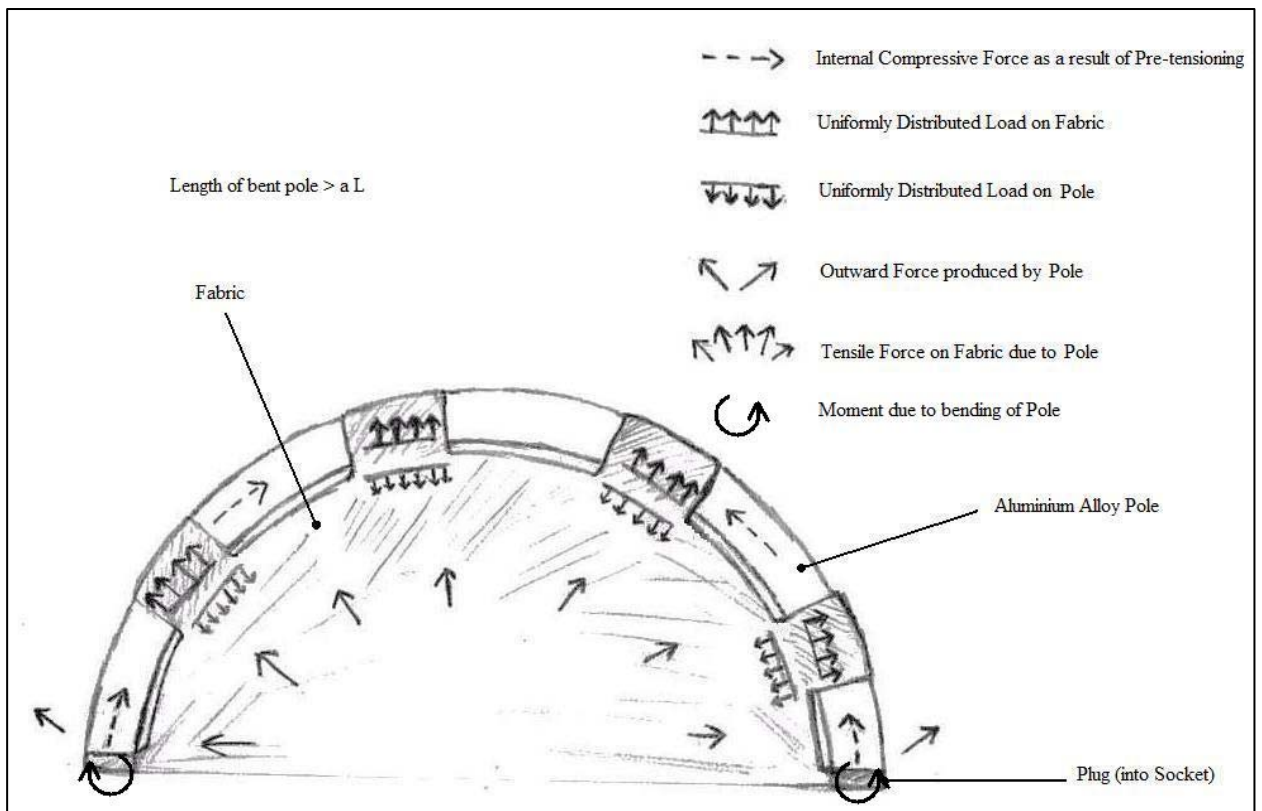 Internal Compressive Force as a result of Pre-tensioning
Uniformly Distributed Load on Fabric
Length of bent pole > a L
Uniformly Distributed Load on Pole
Outward Force produced by Pole
Fabric
Tensile Force on Fabric due to Pole
Moment due to bending of Pole
Aluminium Alloy Pole
Plug (into Socket)